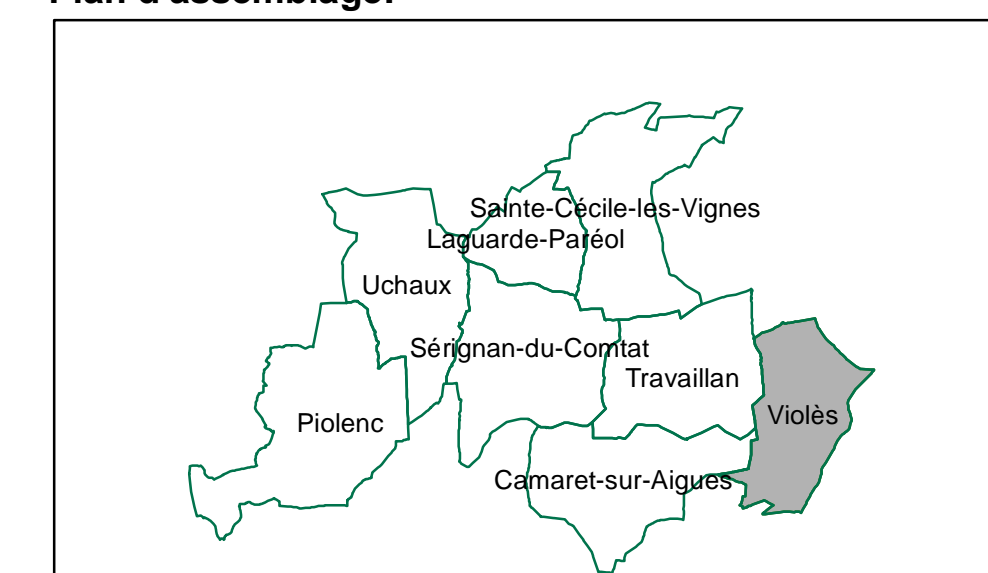 Plan d'assemblage:
Sainte-Cécile-les-Vignes
Laguarde-Paréol
Uchaux
Sérignan-du-Comtat
Travaillan
Violès
Piolenc
Camaret-sur-Aigues